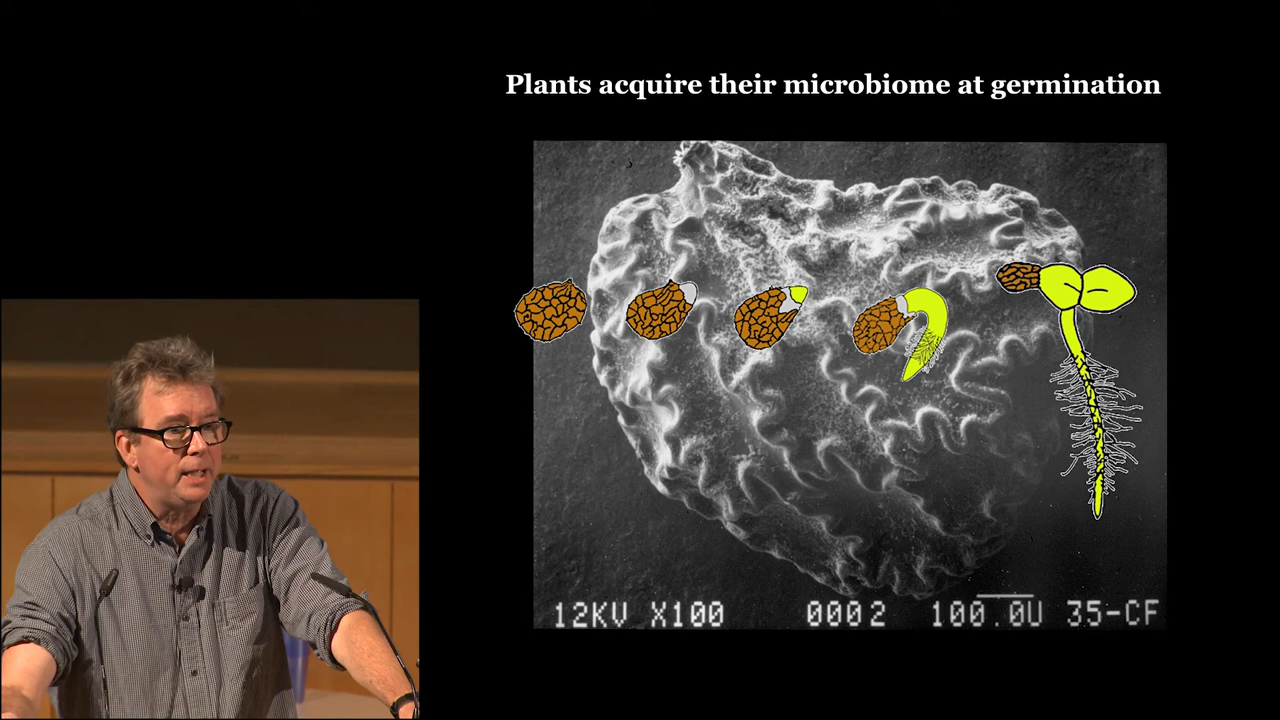 Plants acquire their microbiome at germination
12KV X100 0002 100.0U 35-CF